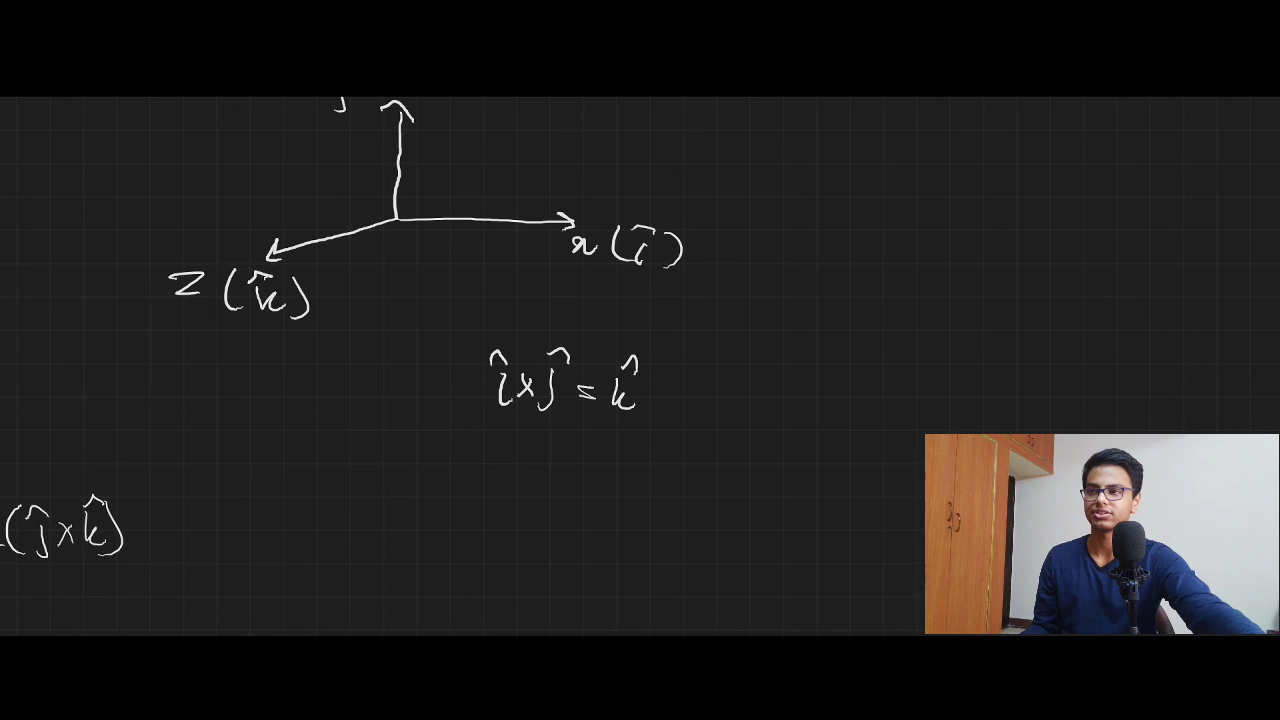 x (î)
z (k̂)
î × ĵ = k̂
(ĵ × k̂)